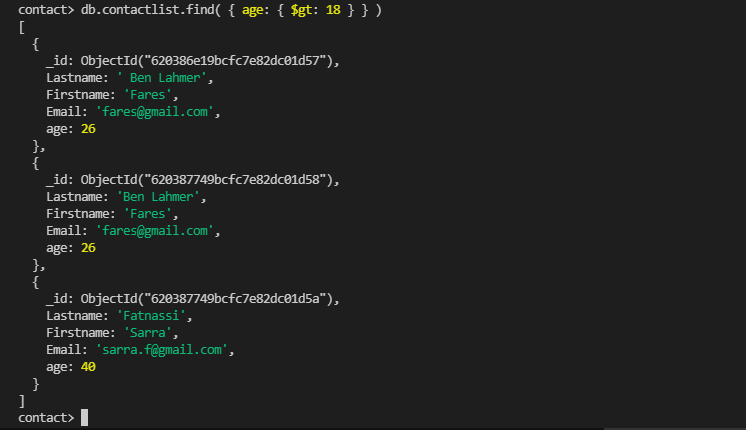 contact> db.contactlist.find( { age: { $gt: 18 } } )
[
  {
    _id: ObjectId("620386e19bcfc7e82dc01d57"),
    Lastname: ' Ben Lahmer',
    Firstname: 'Fares',
    Email: 'fares@gmail.com',
    age: 26
  },
  {
    _id: ObjectId("620387749bcfc7e82dc01d58"),
    Lastname: 'Ben Lahmer',
    Firstname: 'Fares',
    Email: 'fares@gmail.com',
    age: 26
  },
  {
    _id: ObjectId("620387749bcfc7e82dc01d5a"),
    Lastname: 'Fatnassi',
    Firstname: 'Sarra',
    Email: 'sarra.f@gmail.com',
    age: 40
  }
]
contact>